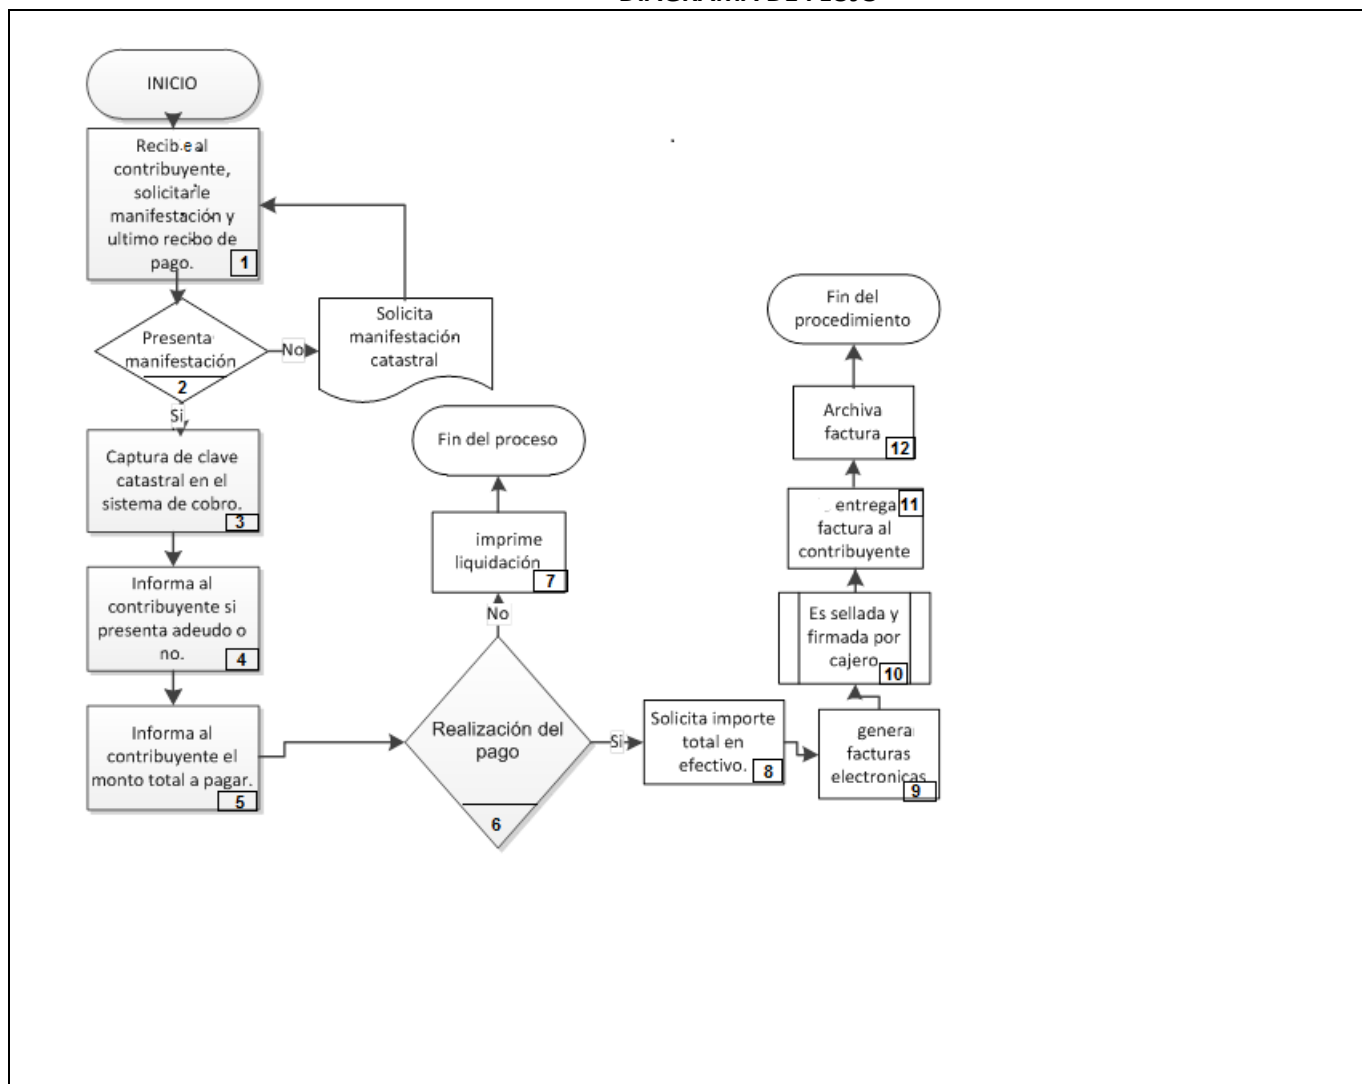 DIAGRAMA DE FLUJO
INICIO
Recibe al
contribuyente,
solicitarle
manifestación y
ultimo recibo de
pago.
1
Presenta
manifestación
2
No
Solicita
manifestación
catastral
Si
Captura de clave
catastral en el
sistema de cobro.
3
Informa al
contribuyente si
presenta adeudo o
no.
4
Informa al
contribuyente el
monto total a pagar.
5
Realización del
pago
6
No
imprime
liquidación
7
Fin del proceso
Si
Solicita importe
total en
efectivo.
8
genera
facturas
electronicas
9
Es sellada y
firmada por
cajero
10
entrega
11
factura al
contribuyente
Archiva
factura
12
Fin del
procedimiento